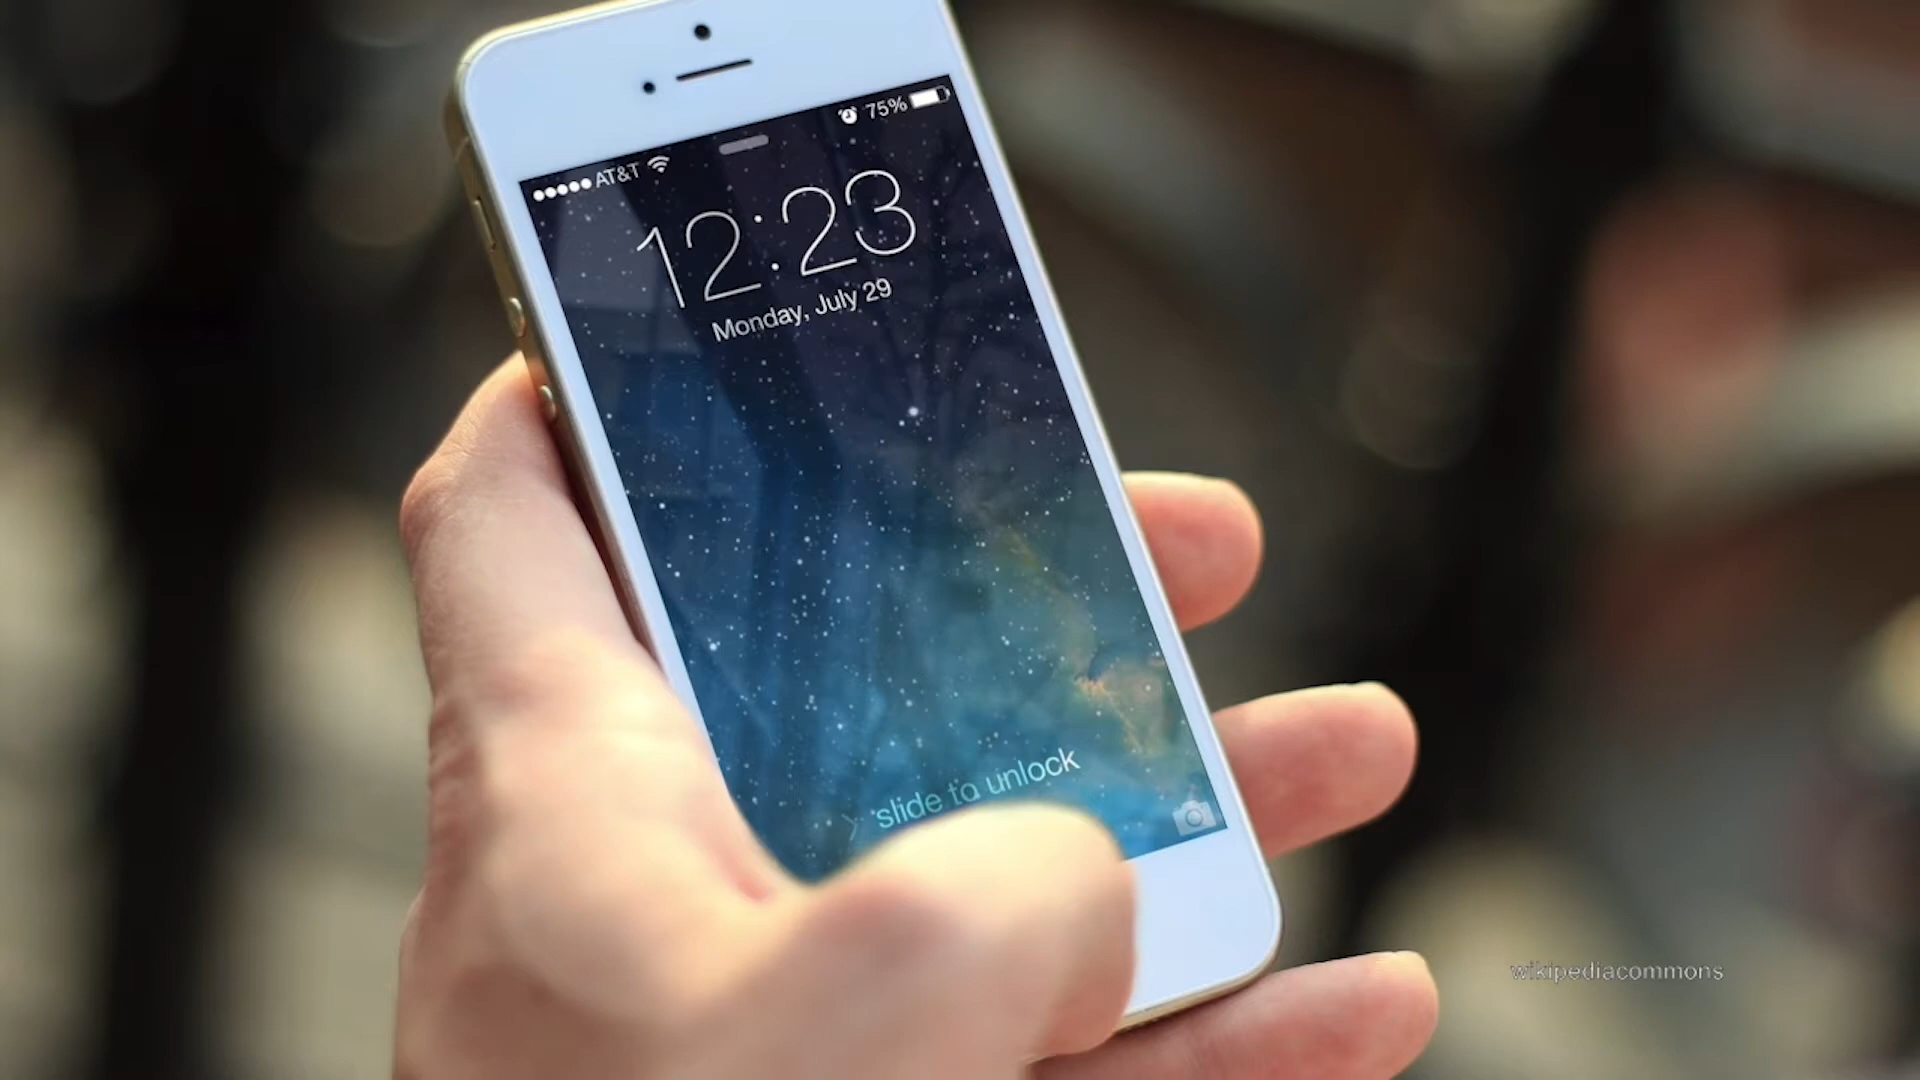 ●●●●● AT&T 75%
12:23
Monday, July 29
> slide to unlock
wikipediacommons